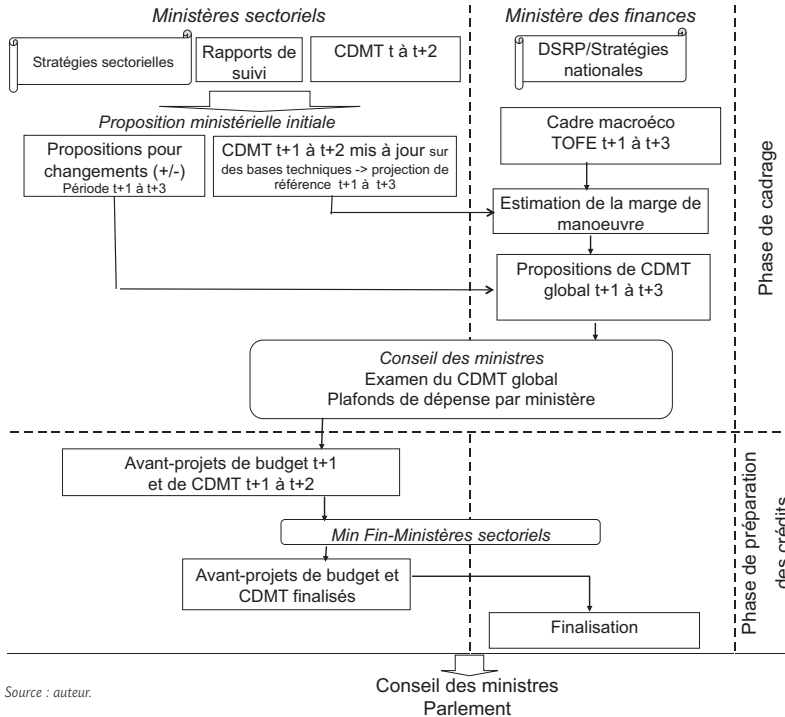 Ministères sectoriels
Ministère des finances
Stratégies sectorielles
Rapports de
suivi
CDMT t à t+2
DSRP/Stratégies
nationales
Proposition ministérielle initiale
Propositions pour
changements (+/-)
Période t+1 à t+3
CDMT t+1 à t+2 mis à jour sur
des bases techniques -> projection de
référence t+1 à t+3
Cadre macroéco
TOFE t+1 à t+3
Estimation de la marge de
manoeuvre
Propositions de CDMT
global t+1 à t+3
Phase de cadrage
Conseil des ministres
Examen du CDMT global
Plafonds de dépense par ministère
Avant-projets de budget t+1
et de CDMT t+1 à t+2
Min Fin-Ministères sectoriels
Avant-projets de budget et
CDMT finalisés
Finalisation
Phase de préparation
des crédits
Conseil des ministres
Parlement
Source : auteur.